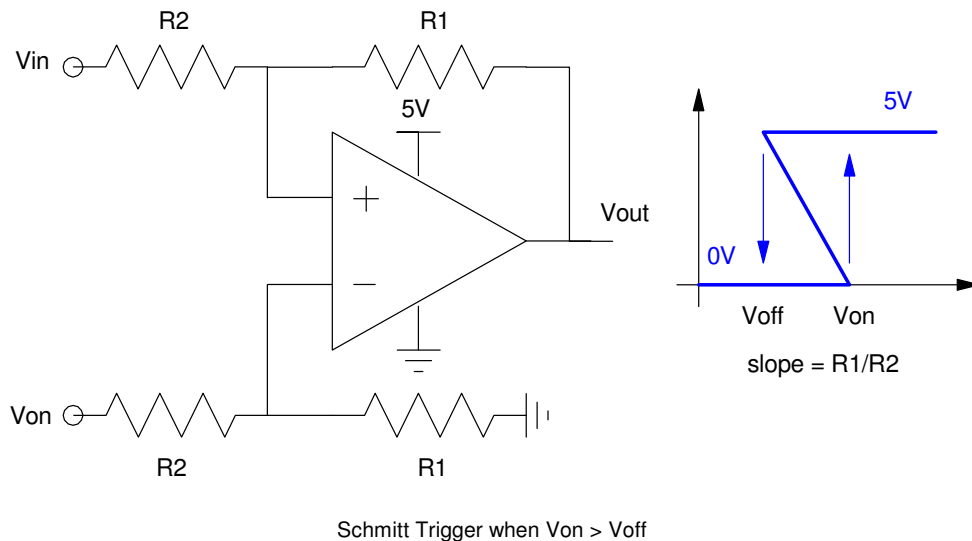 R2
R1
Vin
5V
5V
Vout
0V
Voff
Von
slope = R1/R2
Von
R2
R1
Schmitt Trigger when Von > Voff